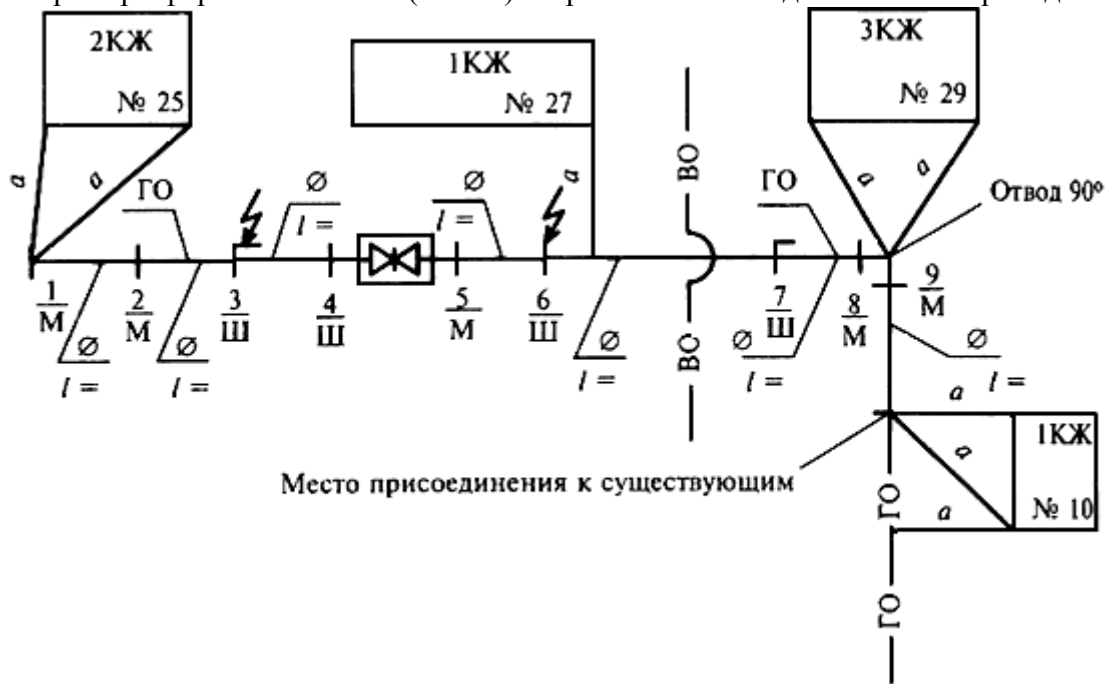 2КЖ
№ 25
1КЖ
№ 27
3КЖ
№ 29
а
а
ГО
∅
l =
∅
l =
а
ВО
ГО
а
а
Отвод 90°
1
М
2
М
3
Ш
4
Ш
5
М
6
Ш
7
Ш
8
М
9
М
∅
l =
∅
l =
∅
l =
ВО
∅
l =
∅
l =
а
1КЖ
а
№ 10
а
Место присоединения к существующим
ГО
ГО